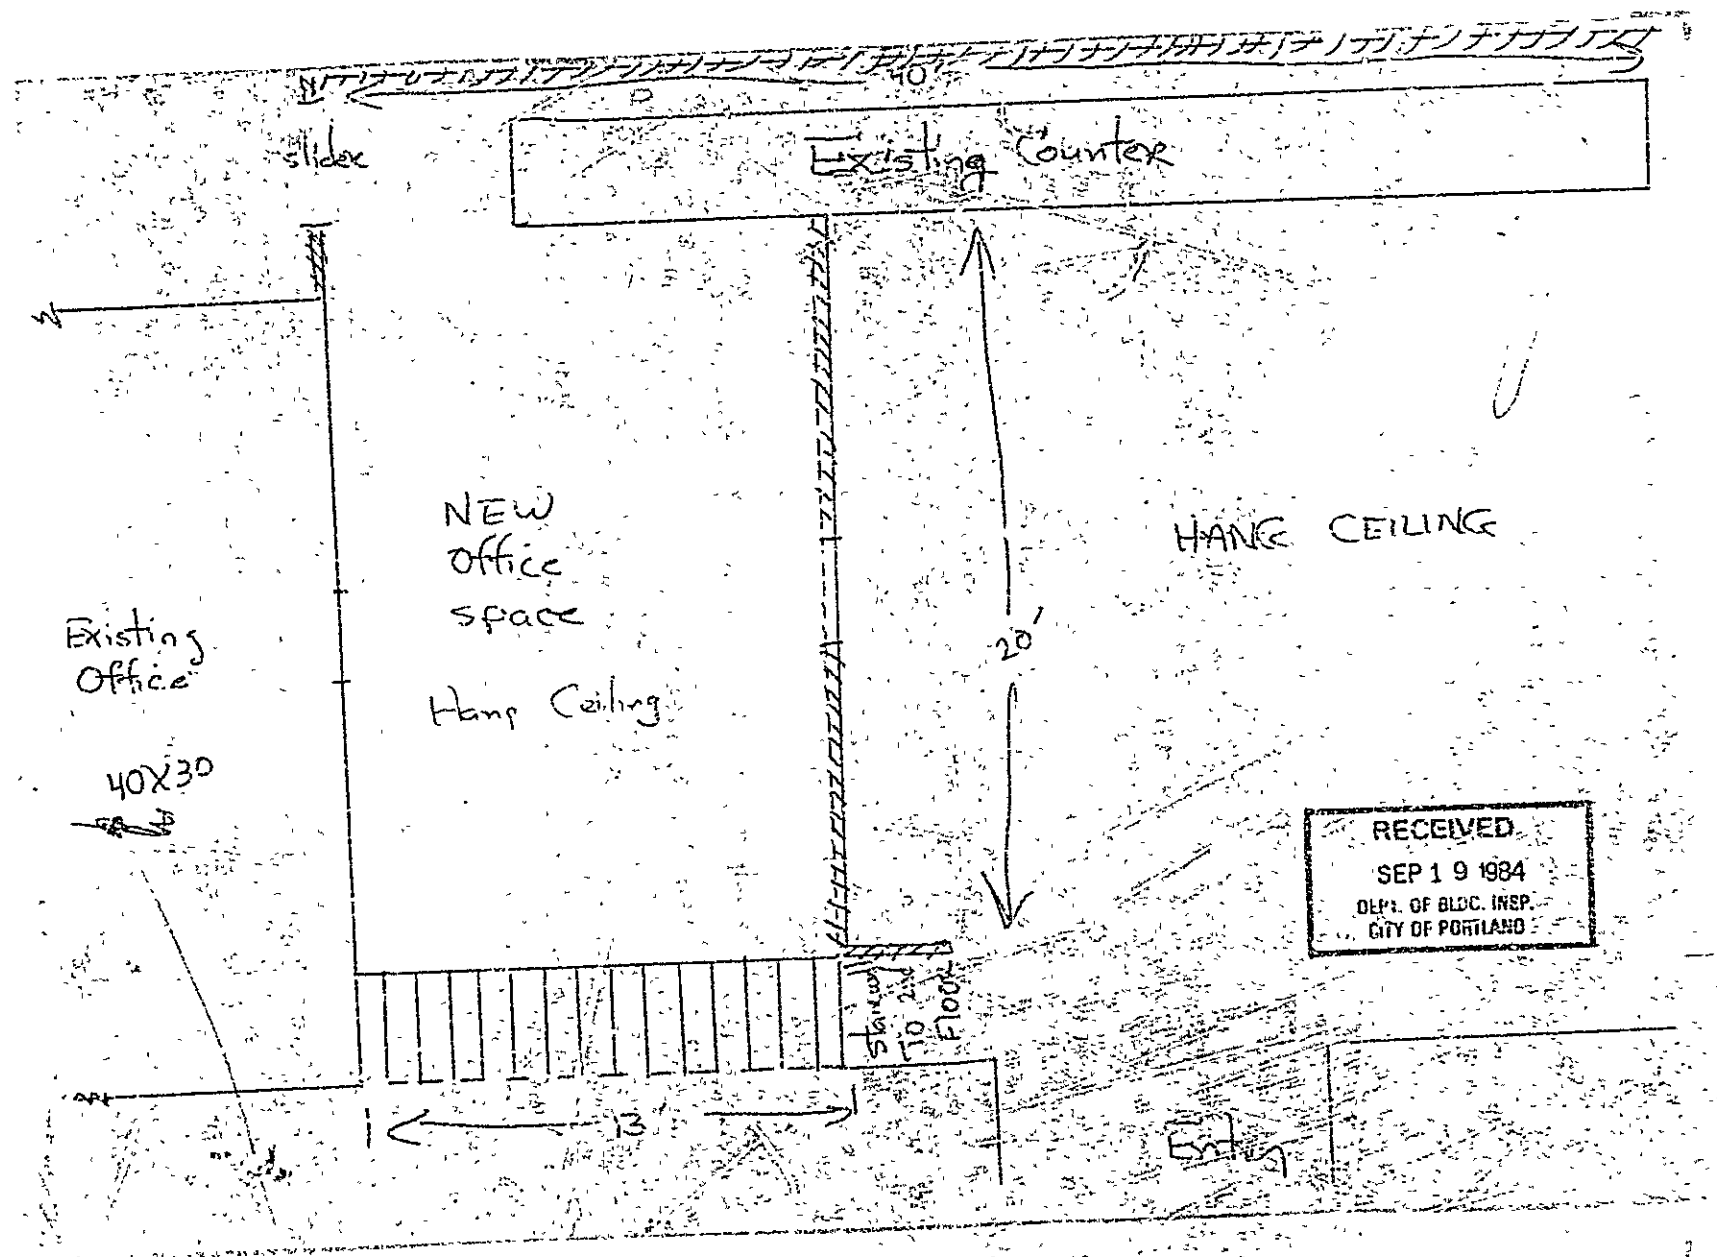 40'
slider
Existing Counter
NEW
Office
space
Hang Ceiling
HANG CEILING
20'
Existing
Office
40X30
RECEIVED
SEP 19 1984
DEPT. OF BLDG. INSP.
CITY OF PORTLAND
Stairway
TO 2nd
Floor
13
Entry